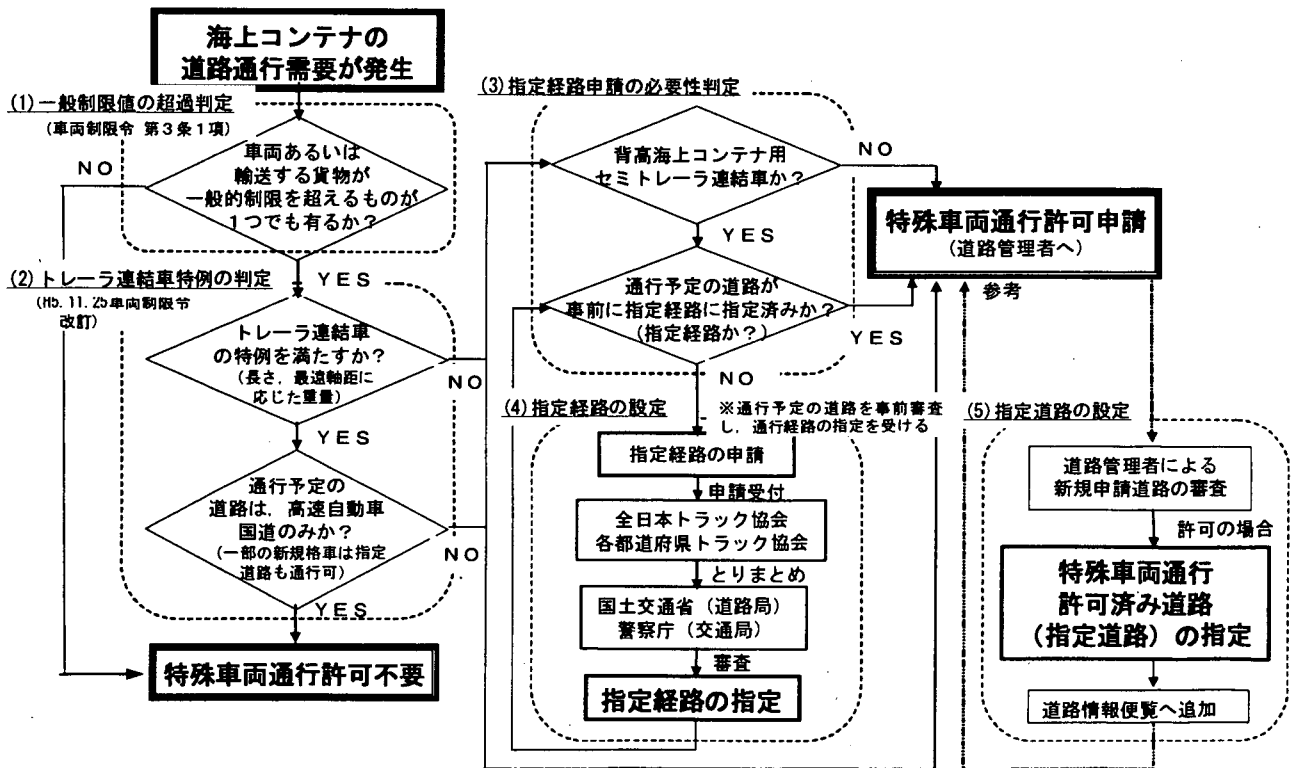 海上コンテナの
道路通行需要が発生
(1)一般制限値の超過判定
(車両制限令 第3条1項)
NO
車両あるいは
輸送する貨物が
一般的制限を超えるものが
1つでも有るか？
YES
(2)トレーラ連結車特例の判定
(H5.11.25車両制限令
改訂)
トレーラ連結車
の特例を満たすか？
(長さ，最遠軸距に
応じた重量)
NO
YES
通行予定の
道路は，高速自動車
国道のみか？
(一部の新規格車は指定
道路も通行可)
NO
YES
特殊車両通行許可不要
(3)指定経路申請の必要性判定
背高海上コンテナ用
セミトレーラ連結車か？
NO
YES
通行予定の道路が
事前に指定経路に指定済みか？
(指定経路か？)
YES
NO
※通行予定の道路を事前審査
し，通行経路の指定を受ける
(4)指定経路の設定
指定経路の申請
申請受付
全日本トラック協会
各都道府県トラック協会
とりまとめ
国土交通省（道路局）
警察庁（交通局）
審査
指定経路の指定
特殊車両通行許可申請
(道路管理者へ)
参考
(5)指定道路の設定
道路管理者による
新規申請道路の審査
許可の場合
特殊車両通行
許可済み道路
（指定道路）の指定
道路情報便覧へ追加